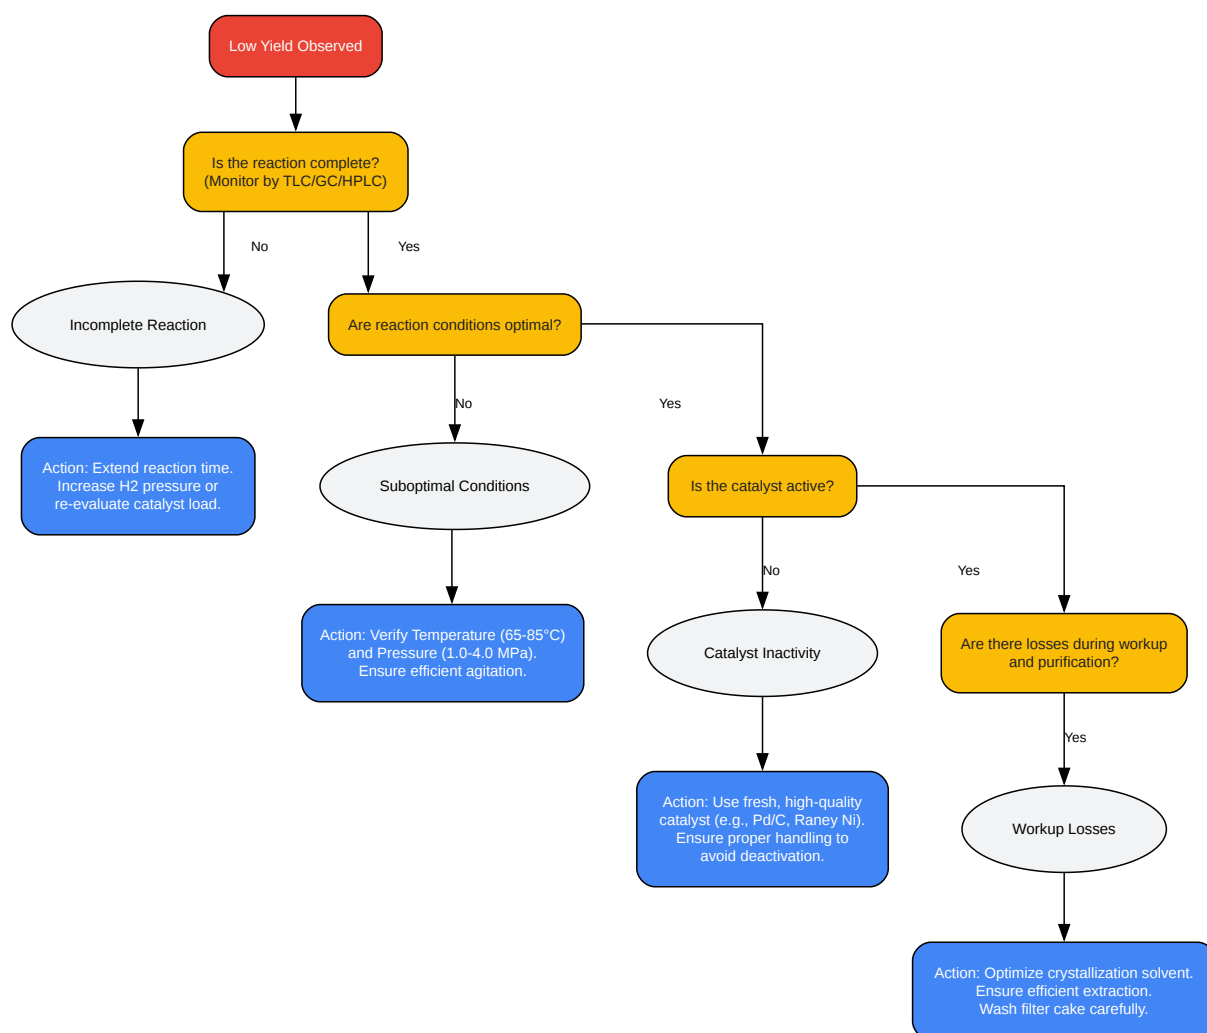 Low Yield Observed
Is the reaction complete?
(Monitor by TLC/GC/HPLC)
No
Yes
Incomplete Reaction
Are reaction conditions optimal?
No
Yes
Action: Extend reaction time.
Increase H2 pressure or
re-evaluate catalyst load.
Suboptimal Conditions
Is the catalyst active?
No
Yes
Action: Verify Temperature (65-85°C)
and Pressure (1.0-4.0 MPa).
Ensure efficient agitation.
Catalyst Inactivity
Are there losses during workup
and purification?
Yes
Action: Use fresh, high-quality
catalyst (e.g., Pd/C, Raney Ni).
Ensure proper handling to
avoid deactivation.
Workup Losses
Action: Optimize crystallization solvent.
Ensure efficient extraction.
Wash filter cake carefully.